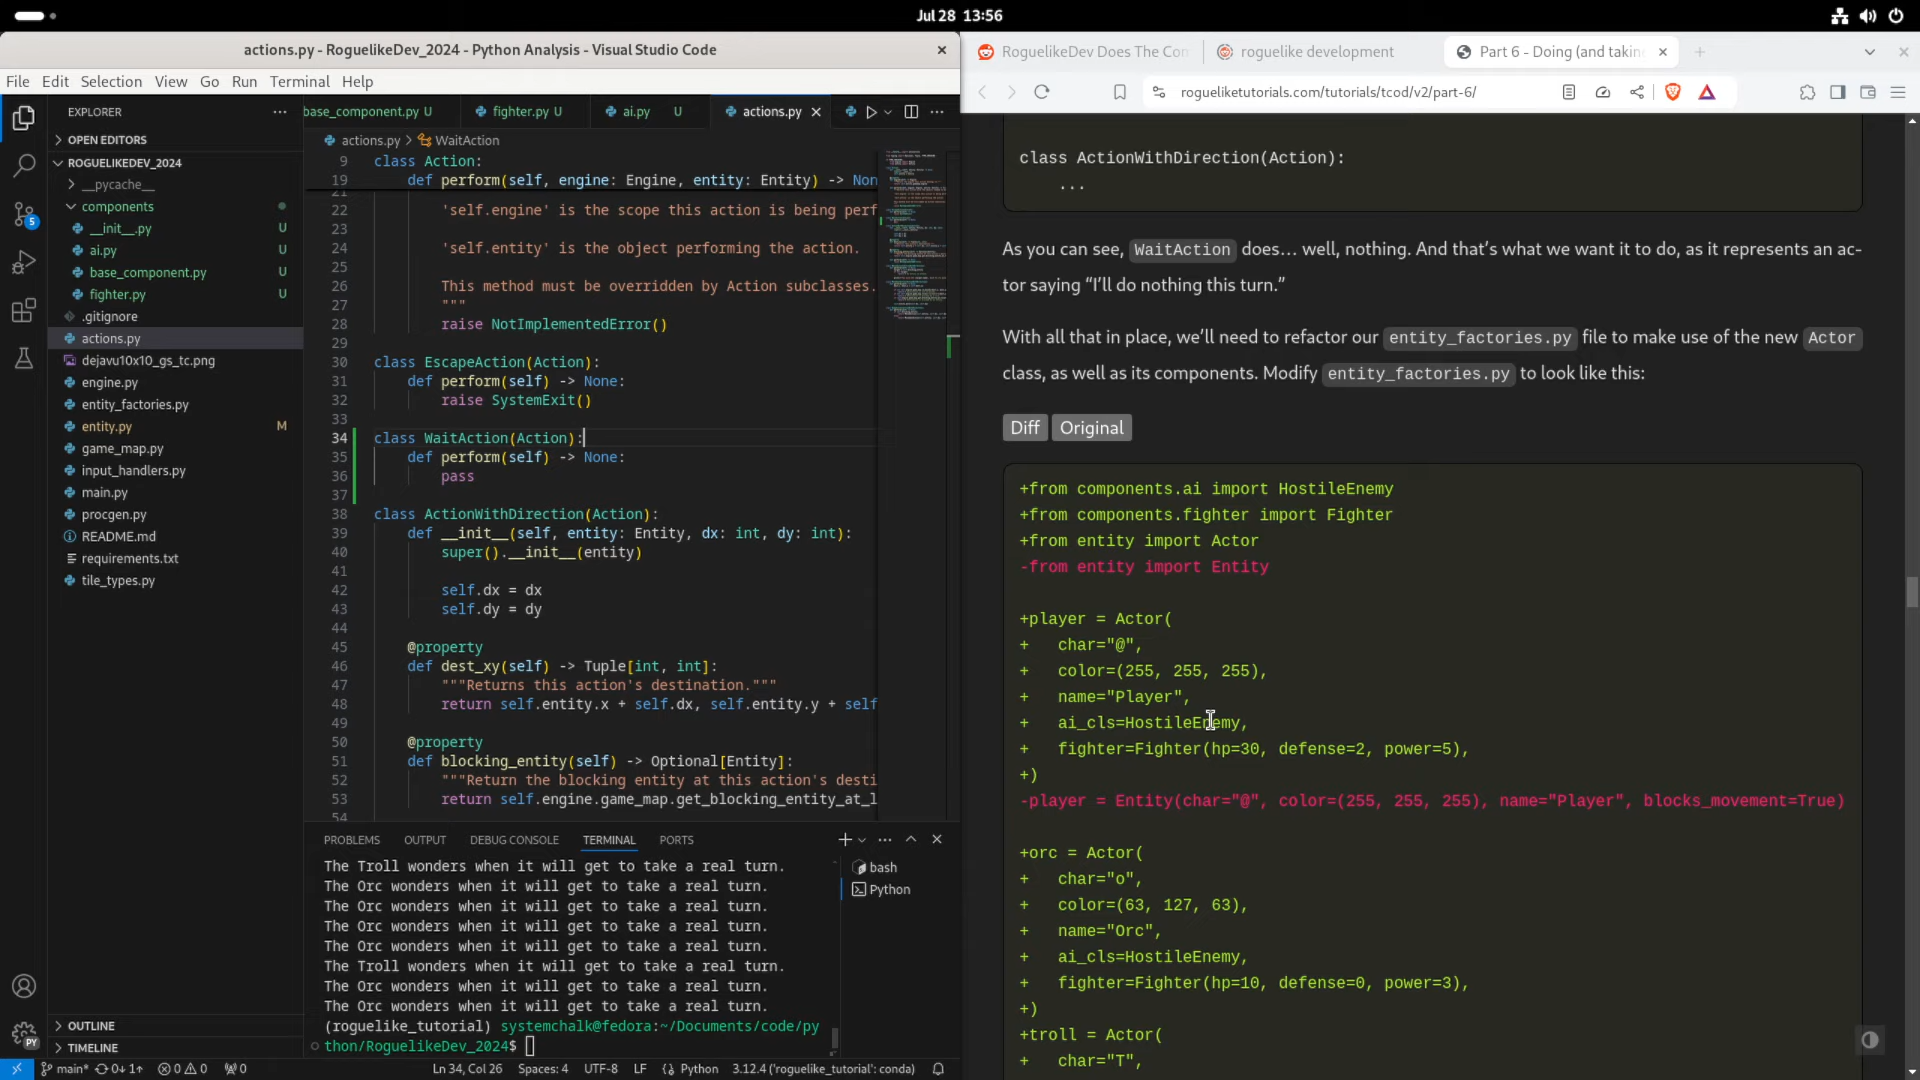 Jul 28 13:56
actions.py - RoguelikeDev_2024 - Python Analysis - Visual Studio Code
File Edit Selection View Go Run Terminal Help
EXPLORER
OPEN EDITORS
ROGUELIKEDEV_2024
__pycache__
components
__init__.py U
ai.py U
base_component.py U
fighter.py U
.gitignore
actions.py
dejavu10x10_gs_tc.png
engine.py
entity_factories.py
entity.py M
game_map.py
input_handlers.py
main.py
procgen.py
README.md
requirements.txt
tile_types.py
OUTLINE
TIMELINE
5
PY
base_component.py U fighter.py U ai.py U actions.py
actions.py > WaitAction
9 class Action:
19 def perform(self, engine: Engine, entity: Entity) -> Non
21
22 'self.engine' is the scope this action is being perf
23
24 'self.entity' is the object performing the action.
25
26 This method must be overridden by Action subclasses.
27 """
28 raise NotImplementedError()
29
30 class EscapeAction(Action):
31 def perform(self) -> None:
32 raise SystemExit()
33
34 class WaitAction(Action):
35 def perform(self) -> None:
36 pass
37
38 class ActionWithDirection(Action):
39 def __init__(self, entity: Entity, dx: int, dy: int):
40 super().__init__(entity)
41
42 self.dx = dx
43 self.dy = dy
44
45 @property
46 def dest_xy(self) -> Tuple[int, int]:
47 """Returns this action's destination."""
48 return self.entity.x + self.dx, self.entity.y + self
49
50 @property
51 def blocking_entity(self) -> Optional[Entity]:
52 """Return the blocking entity at this action's desti
53 return self.engine.game_map.get_blocking_entity_at_l
54
PROBLEMS OUTPUT DEBUG CONSOLE TERMINAL PORTS
The Troll wonders when it will get to take a real turn.
The Orc wonders when it will get to take a real turn.
The Orc wonders when it will get to take a real turn.
The Orc wonders when it will get to take a real turn.
The Orc wonders when it will get to take a real turn.
The Troll wonders when it will get to take a real turn.
The Orc wonders when it will get to take a real turn.
The Orc wonders when it will get to take a real turn.
(roguelike_tutorial) systemchalk@fedora:~/Documents/code/py
thon/RoguelikeDev_2024$
bash
Python
main* 0↓ 1↑ 0 0 0 Ln 34, Col 26 Spaces: 4 UTF-8 LF Python 3.12.4 ('roguelike_tutorial': conda)
RoguelikeDev Does The Con roguelike development Part 6 - Doing (and takin
rogueliketutorials.com/tutorials/tcod/v2/part-6/
class ActionWithDirection(Action):
...
As you can see, WaitAction does… well, nothing. And that’s what we want it to do, as it represents an ac-
tor saying “I’ll do nothing this turn.”
With all that in place, we’ll need to refactor our entity_factories.py file to make use of the new Actor
class, as well as its components. Modify entity_factories.py to look like this:
Diff Original
+from components.ai import HostileEnemy
+from components.fighter import Fighter
+from entity import Actor
-from entity import Entity
+player = Actor(
+ char="@",
+ color=(255, 255, 255),
+ name="Player",
+ ai_cls=HostileEnemy,
+ fighter=Fighter(hp=30, defense=2, power=5),
+)
-player = Entity(char="@", color=(255, 255, 255), name="Player", blocks_movement=True)
+orc = Actor(
+ char="o",
+ color=(63, 127, 63),
+ name="Orc",
+ ai_cls=HostileEnemy,
+ fighter=Fighter(hp=10, defense=0, power=3),
+)
+troll = Actor(
+ char="T",